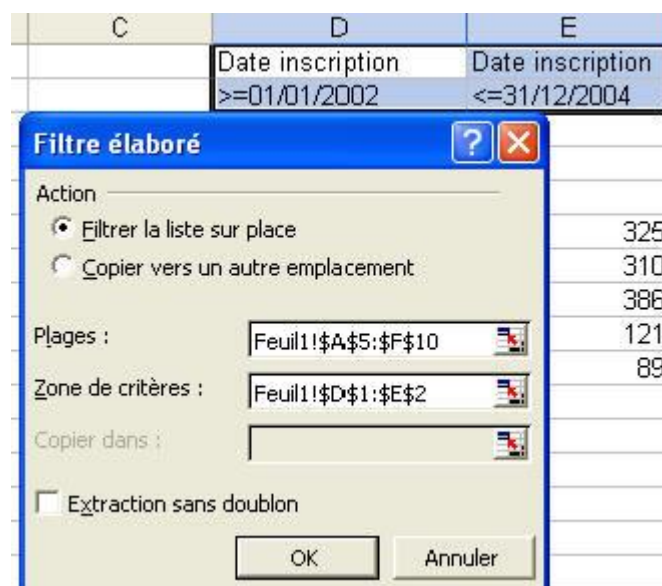 C D E
Date inscription Date inscription
>=01/01/2002 <=31/12/2004
Filtre élaboré
Action
Filtrer la liste sur place
325
Copier vers un autre emplacement
310
386
Plages : Feuil1!$A$5:$F$10
121
Zone de critères : Feuil1!$D$1:$E$2
89
Copier dans :
Extraction sans doublon
OK Annuler